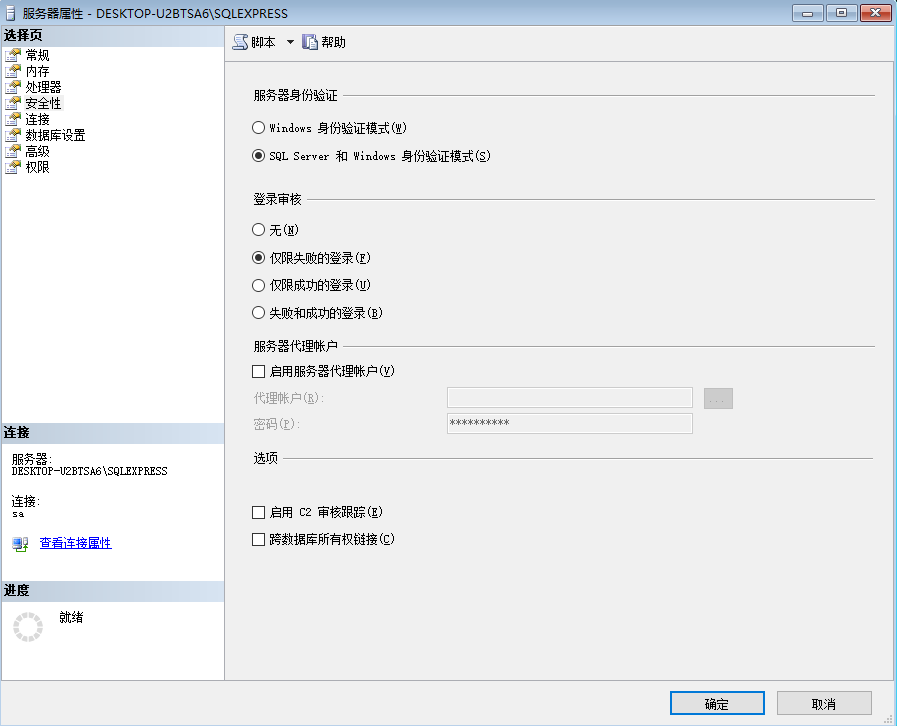 服务器属性 - DESKTOP-U2BTSA6\SQLEXPRESS
选择页
常规
内存
处理器
安全性
连接
数据库设置
高级
权限
脚本
帮助
服务器身份验证
Windows 身份验证模式(W)
SQL Server 和 Windows 身份验证模式(S)
登录审核
无(N)
仅限失败的登录(F)
仅限成功的登录(U)
失败和成功的登录(B)
服务器代理帐户
启用服务器代理帐户(V)
代理帐户(R):
...
密码(P):
**********
选项
启用 C2 审核跟踪(E)
跨数据库所有权链接(C)
连接
服务器:
DESKTOP-U2BTSA6\SQLEXPRESS
连接:
sa
查看连接属性
进度
就绪
确定
取消